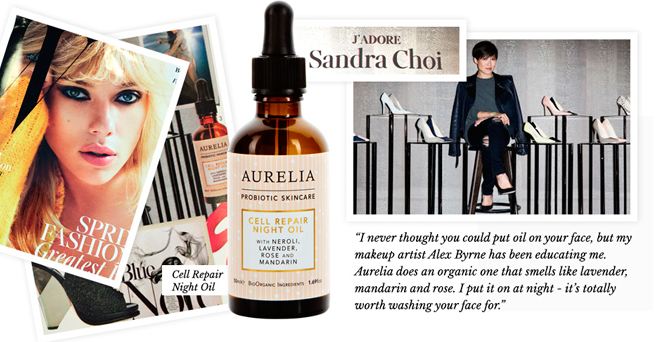 J'ADORE
Sandra Choi
SPRI
FASHIO
Greatest
Cell Repair
Night Oil
AURELIA
PROBIOTIC SKINCARE
CELL REPAIR
NIGHT OIL
WITH NEROLI,
LAVENDER,
ROSE AND
MANDARIN
BIOORGANIC INGREDIENTS
“I never thought you could put oil on your face, but my
makeup artist Alex Byrne has been educating me.
Aurelia does an organic one that smells like lavender,
mandarin and rose. I put it on at night - it’s totally
worth washing your face for.”